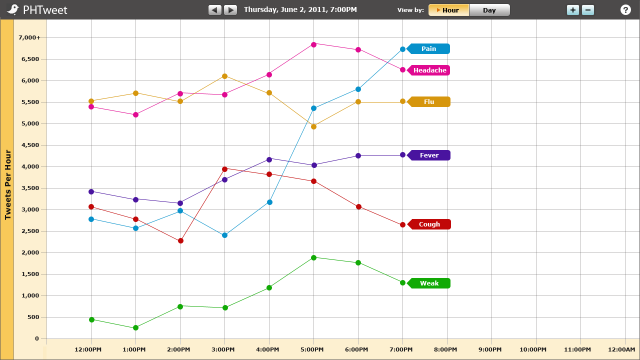 PHTweet
Thursday, June 2, 2011, 7:00PM
View by:
Hour
Day
+
-
?
Tweets Per Hour
7,000+
6,500
6,000
5,500
5,000
4,500
4,000
3,500
3,000
2,500
2,000
1,500
1,000
500
0
Pain
Headache
Flu
Fever
Cough
Weak
12:00PM
1:00PM
2:00PM
3:00PM
4:00PM
5:00PM
6:00PM
7:00PM
8:00PM
9:00PM
10:00PM
11:00PM
12:00AM